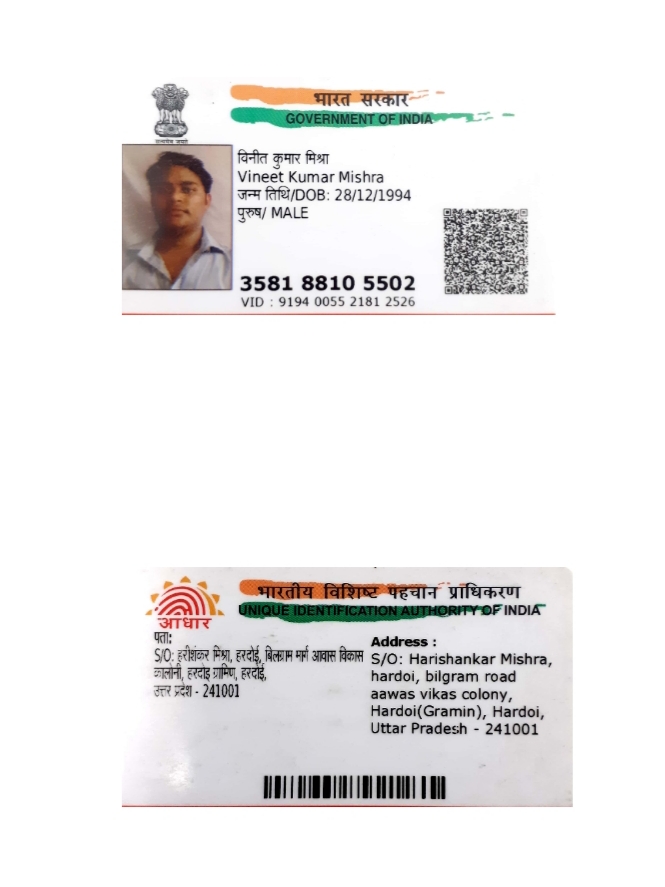 भारत सरकार
GOVERNMENT OF INDIA
सत्यमेव जयते
विनीत कुमार मिश्रा
Vineet Kumar Mishra
जन्म तिथि/DOB: 28/12/1994
पुरुष/ MALE
3581 8810 5502
VID : 9194 0055 2181 2526
भारतीय विशिष्ट पहचान प्राधिकरण
UNIQUE IDENTIFICATION AUTHORITY OF INDIA
आधार
पता:
S/O: हरीशंकर मिश्रा, हरदोई, बिलग्राम मार्ग आवास विकास
कालोनी, हरदोइ ग्रामिण, हरदोई,
उत्तर प्रदेश - 241001
Address :
S/O: Harishankar Mishra,
hardoi, bilgram road
aawas vikas colony,
Hardoi(Gramin), Hardoi,
Uttar Pradesh - 241001